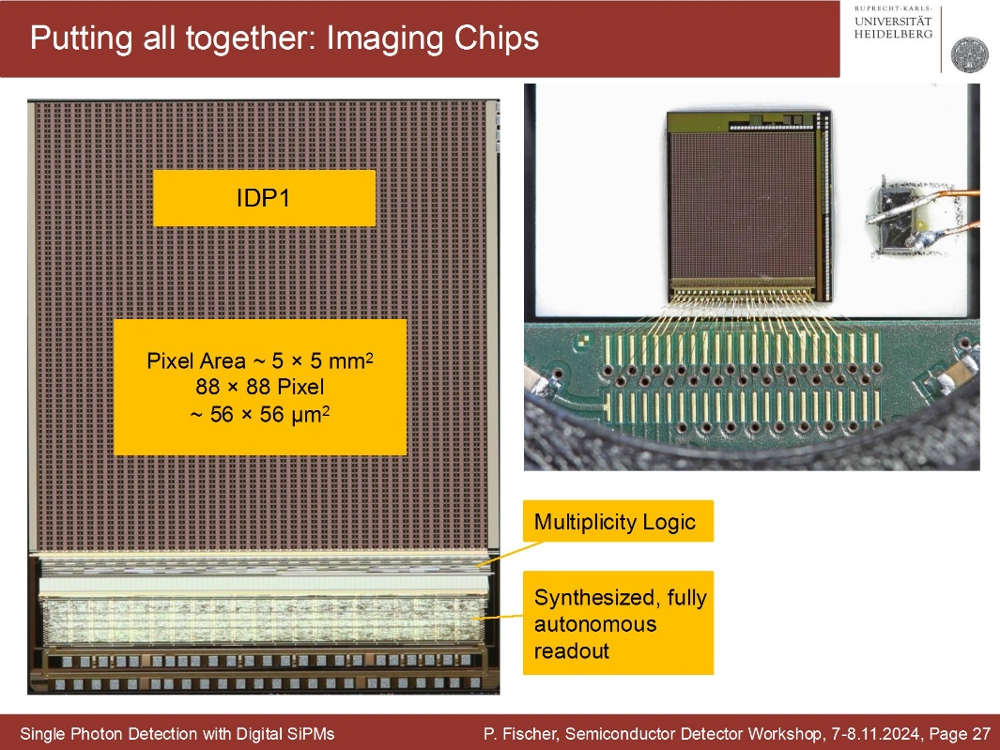 Putting all together: Imaging Chips
RUPRECHT-KARLS-
UNIVERSITÄT
HEIDELBERG
IDP1
Pixel Area ~ 5 × 5 mm²
88 × 88 Pixel
~ 56 × 56 µm²
Multiplicity Logic
Synthesized, fully
autonomous
readout
Single Photon Detection with Digital SiPMs
P. Fischer, Semiconductor Detector Workshop, 7-8.11.2024, Page 27